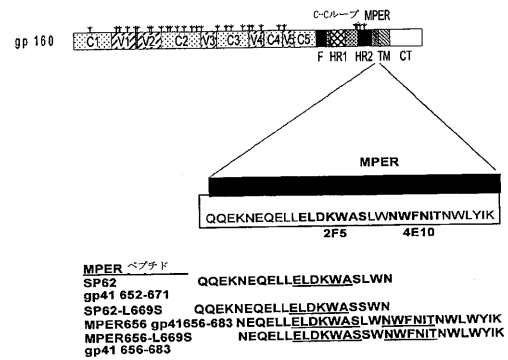 C-Cループ MPER
gp 160
C1 V1 V2 C2 V3 C3 V4 C4 V5 C5
F HR1 HR2 TM CT
MPER
QQEKNEQELLELDKWASLWNWFNITNWLYIK
2F5 4E10
MPER ペプチド
SP62 QQEKNEQELLELDKWASLWN
gp41 652-671
SP62-L669S QQEKNEQELLELDKWASSWN
MPER656 gp41656-683 NEQELLELDKWASLWNWFNITNWLYIK
MPER656-L669S NEQELLELDKWASSWNWFNITNWLYIK
gp41 656-683